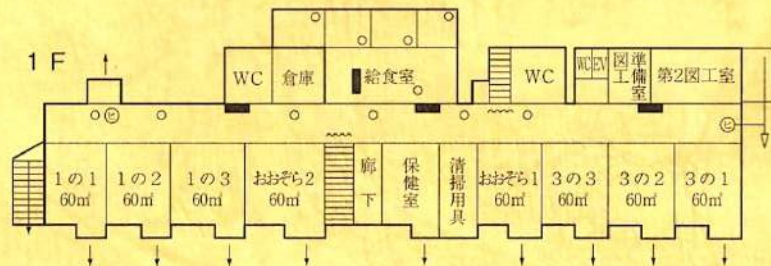 1F
WC
倉庫
給食室
WC
WC
EV
図工準備室
第2図工室
ヒ
ヒ
1の1
60㎡
1の2
60㎡
1の3
60㎡
おおぞら2
60㎡
廊下
保健室
清掃用具
おおぞら1
60㎡
3の3
60㎡
3の2
60㎡
3の1
60㎡